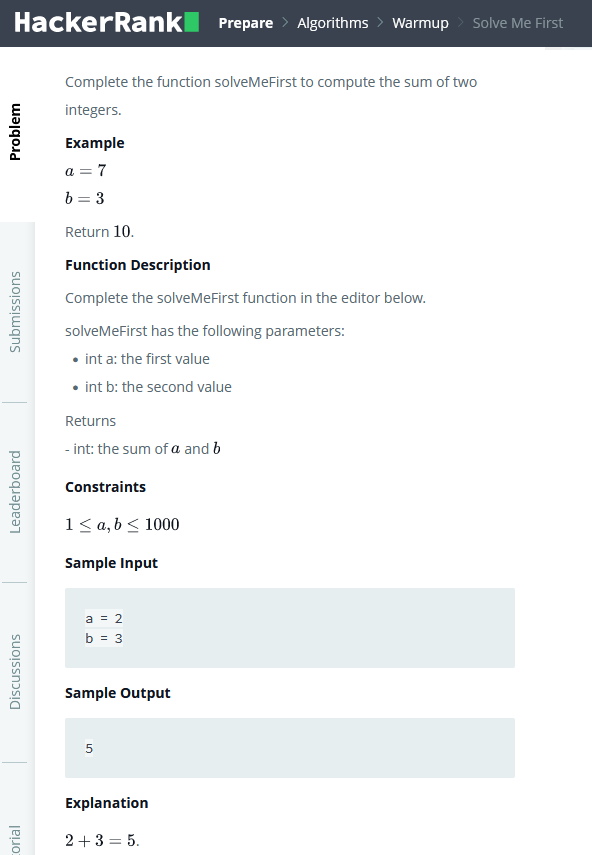 HackerRank Prepare > Algorithms > Warmup > Solve Me First
Problem
Submissions
Leaderboard
Discussions
orial
Complete the function solveMeFirst to compute the sum of two
integers.
Example
a = 7
b = 3
Return 10.
Function Description
Complete the solveMeFirst function in the editor below.
solveMeFirst has the following parameters:
• int a: the first value
• int b: the second value
Returns
- int: the sum of a and b
Constraints
1 ≤ a, b ≤ 1000
Sample Input
a = 2
b = 3
Sample Output
5
Explanation
2 + 3 = 5.